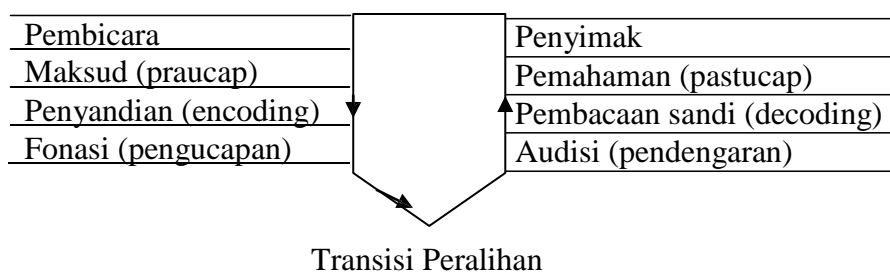 Pembicara
Maksud (praucap)
Penyandian (encoding)
Fonasi (pengucapan)
Penyimak
Pemahaman (pastucap)
Pembacaan sandi (decoding)
Audisi (pendengaran)
Transisi Peralihan